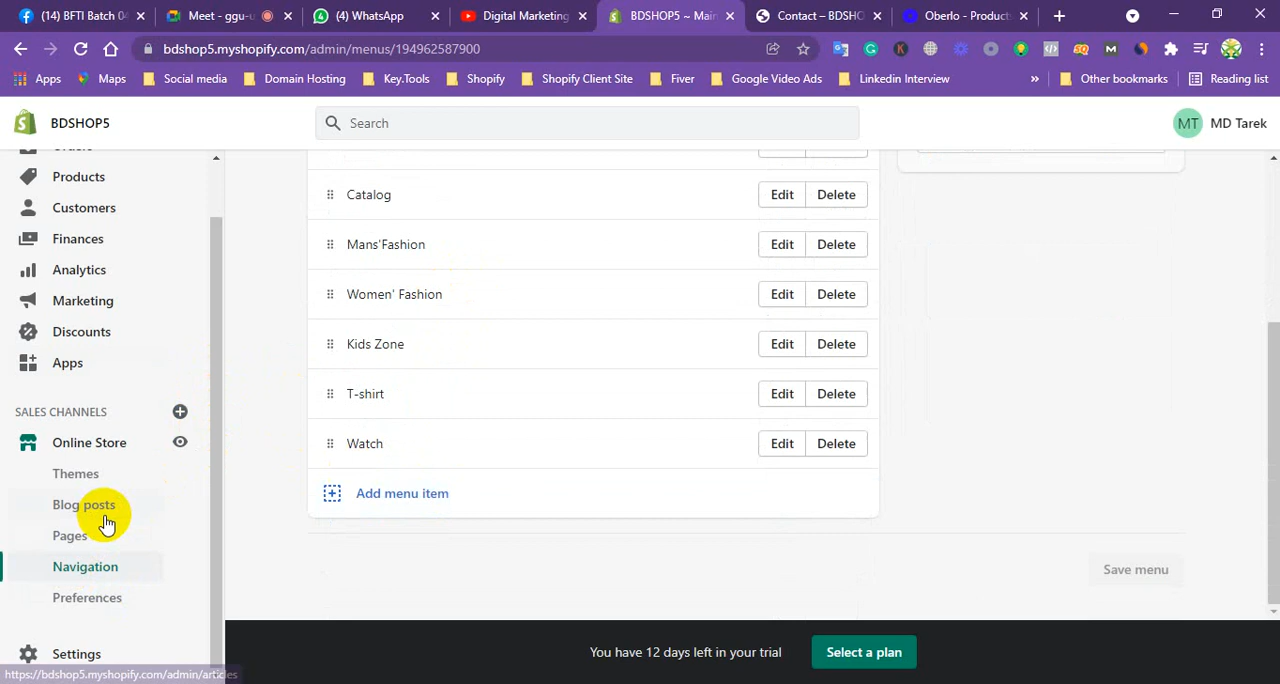 (14) BFTI Batch 04
Meet - ggu-u
(4) WhatsApp
Digital Marketing
BDSHOP5 ~ Main
Contact – BDSHO
Oberlo - Products
bdshop5.myshopify.com/admin/menus/194962587900
Apps
Maps
Social media
Domain Hosting
Key.Tools
Shopify
Shopify Client Site
Fiver
Google Video Ads
Linkedin Interview
»
Other bookmarks
Reading list
BDSHOP5
Search
MT
MD Tarek
Products
Customers
Finances
Analytics
Marketing
Discounts
Apps
SALES CHANNELS
Online Store
Themes
Blog posts
Pages
Navigation
Preferences
Settings
Catalog
Edit
Delete
Mans'Fashion
Edit
Delete
Women' Fashion
Edit
Delete
Kids Zone
Edit
Delete
T-shirt
Edit
Delete
Watch
Edit
Delete
Add menu item
Save menu
You have 12 days left in your trial
Select a plan
https://bdshop5.myshopify.com/admin/articles